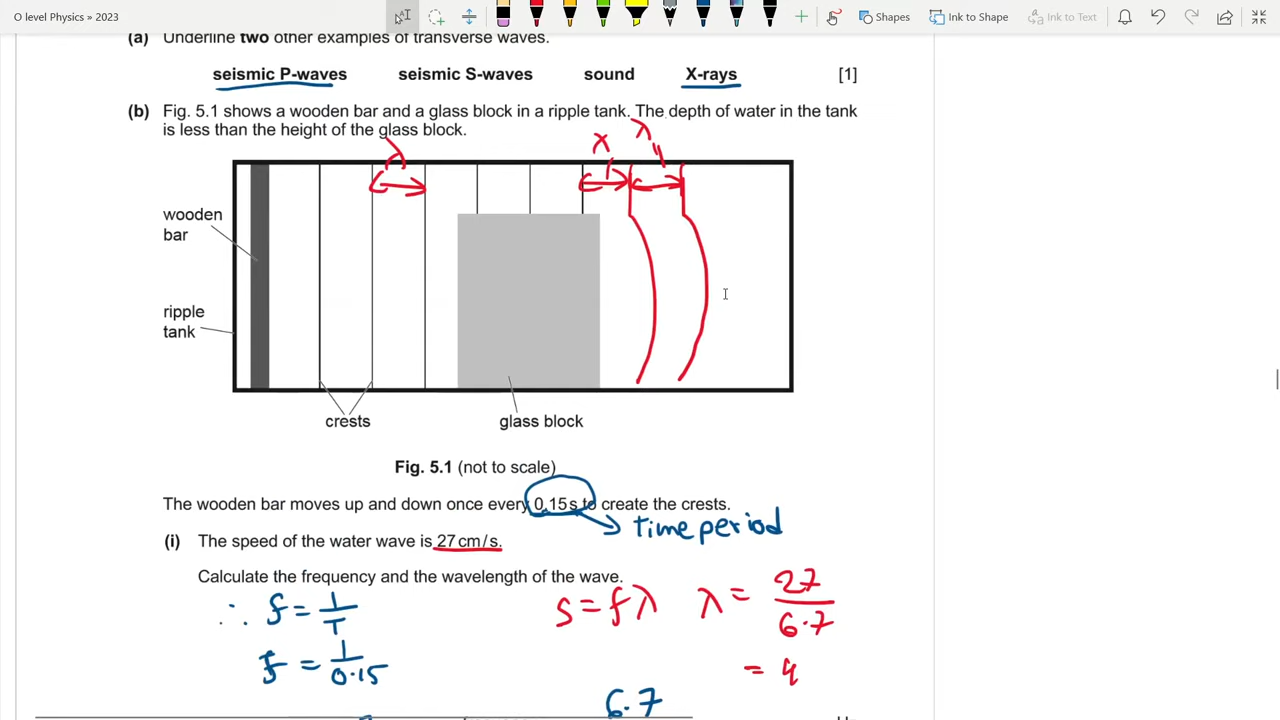 O level Physics » 2023
Shapes
Ink to Shape
Ink to Text
(a) Underline two other examples of transverse waves.
seismic P-waves seismic S-waves sound X-rays [1]
(b) Fig. 5.1 shows a wooden bar and a glass block in a ripple tank. The depth of water in the tank
is less than the height of the glass block.
λ λ λ
wooden
bar
ripple
tank
crests
glass block
Fig. 5.1 (not to scale)
The wooden bar moves up and down once every 0.15 s to create the crests.
time period
(i) The speed of the water wave is 27 cm / s.
Calculate the frequency and the wavelength of the wave.
∴ f = 1/T
s = fλ λ = 27/6.7
f = 1/0.15
= 4
6.7